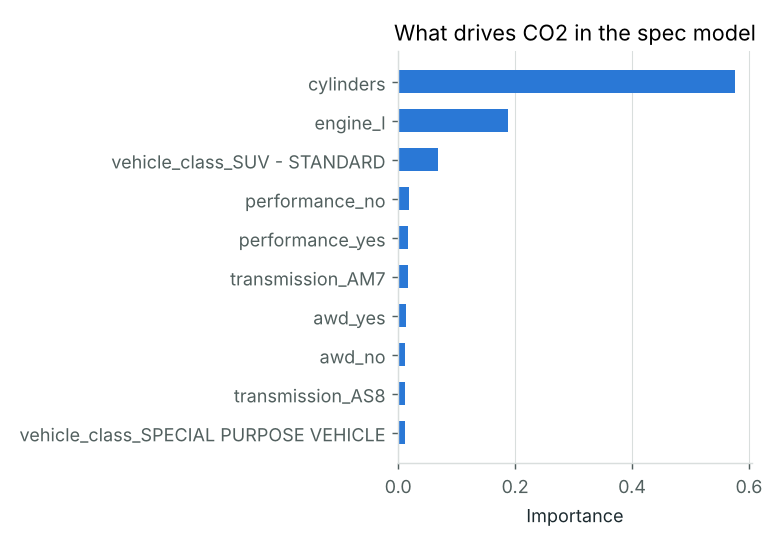 What drives CO2 in the spec model
cylinders
engine_l
vehicle_class_SUV - STANDARD
performance_no
performance_yes
transmission_AM7
awd_yes
awd_no
transmission_AS8
vehicle_class_SPECIAL PURPOSE VEHICLE
0.0 0.2 0.4 0.6
Importance